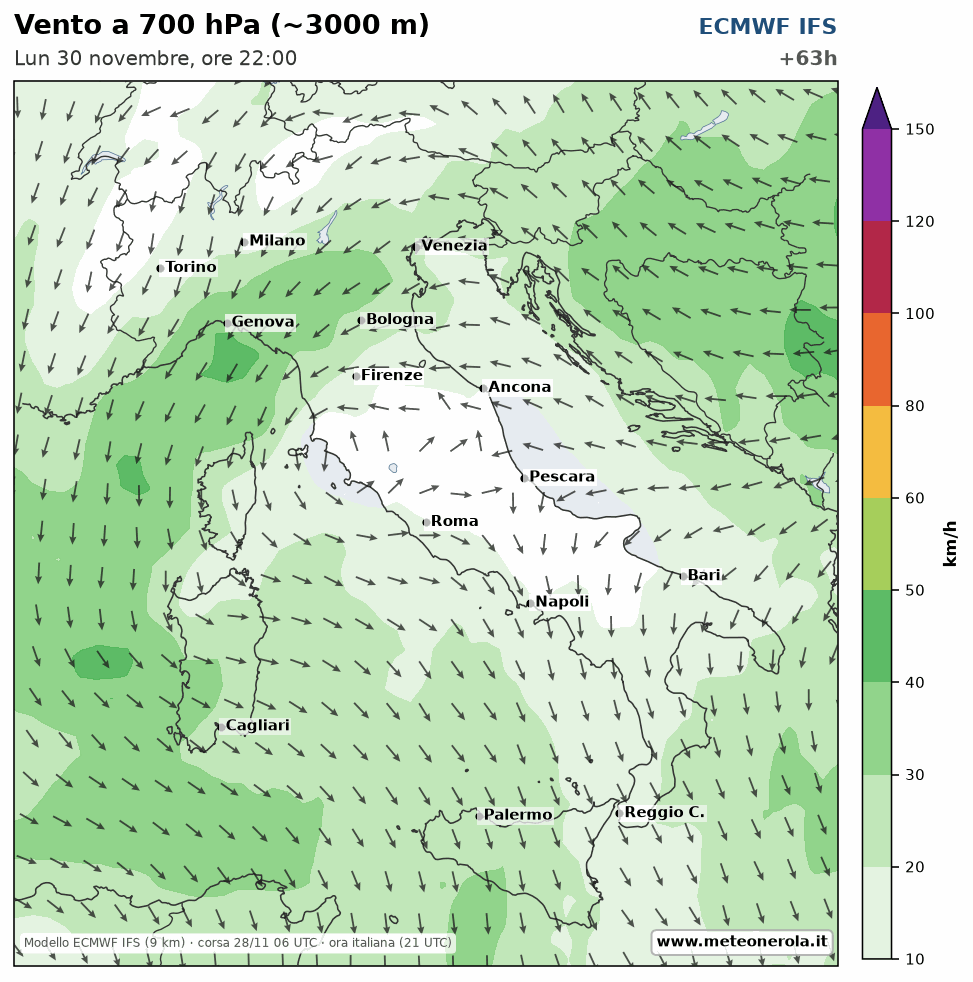 Vento a 700 hPa (~3000 m)
ECMWF IFS
Lun 30 novembre, ore 22:00
+63h
Milano
Venezia
Torino
Genova
Bologna
Firenze
Ancona
Pescara
Roma
Bari
Napoli
Cagliari
Palermo
Reggio C.
150
120
100
80
60
50
40
30
20
10
km/h
Modello ECMWF IFS (9 km) · corsa 28/11 06 UTC · ora italiana (21 UTC)
www.meteonerola.it